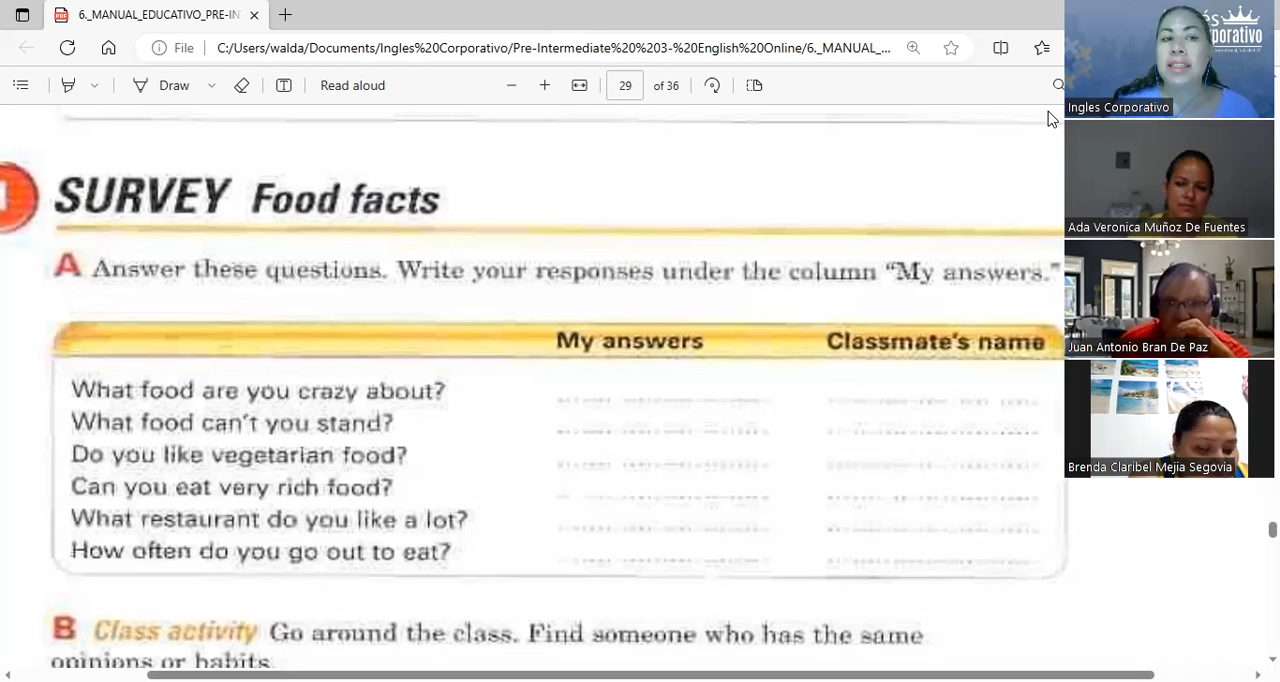 6._MANUAL_EDUCATIVO_PRE-IN
File
C:/Users/walda/Documents/Ingles%20Corporativo/Pre-Intermediate%20%203-%20English%20Online/6._MANUAL_...
Draw
Read aloud
29
of 36
SURVEY Food facts
A Answer these questions. Write your responses under the column "My answers."
My answers Classmate's name
What food are you crazy about?
What food can't you stand?
Do you like vegetarian food?
Can you eat very rich food?
What restaurant do you like a lot?
How often do you go out to eat?
B Class activity Go around the class. Find someone who has the same
opinions or habits.
Ingles Corporativo
Ada Veronica Muñoz De Fuentes
Juan Antonio Bran De Paz
Brenda Claribel Mejia Segovia